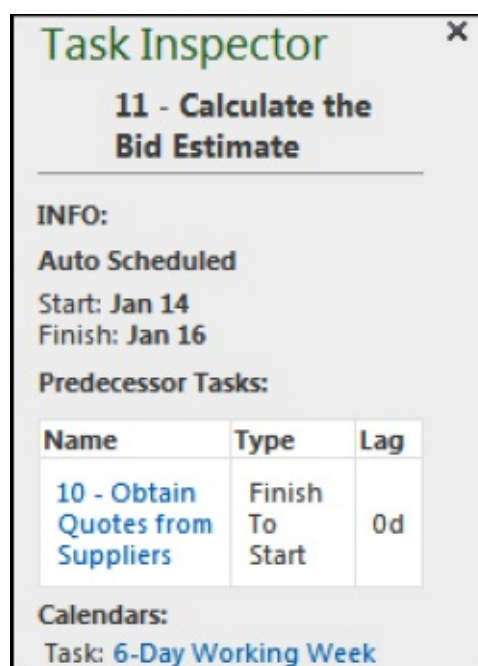 Task Inspector
11 - Calculate the
Bid Estimate
INFO:
Auto Scheduled
Start: Jan 14
Finish: Jan 16
Predecessor Tasks:
Name Type Lag
10 - Obtain Finish
Quotes from To 0d
Suppliers Start
Calendars:
Task: 6-Day Working Week